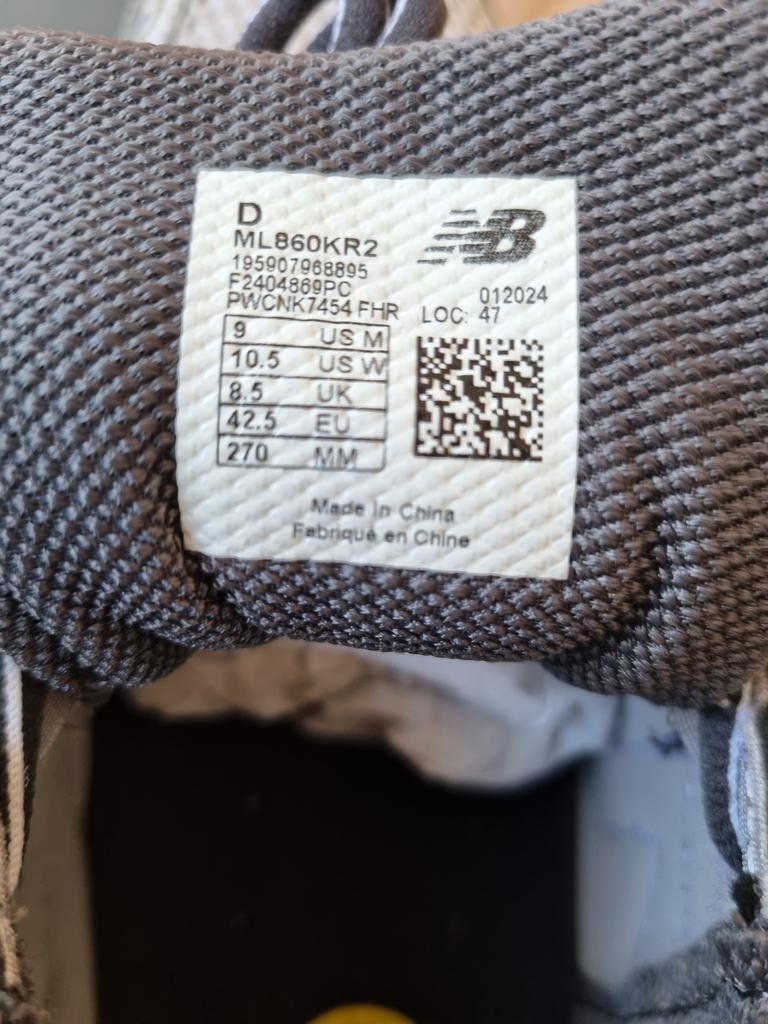 D
ML860KR2
195907968895
F2404869PC
PWCNK7454 FHR
NB
012024
LOC: 47
9 US M
10.5 US W
8.5 UK
42.5 EU
270 MM
Made In China
Fabriqué en Chine